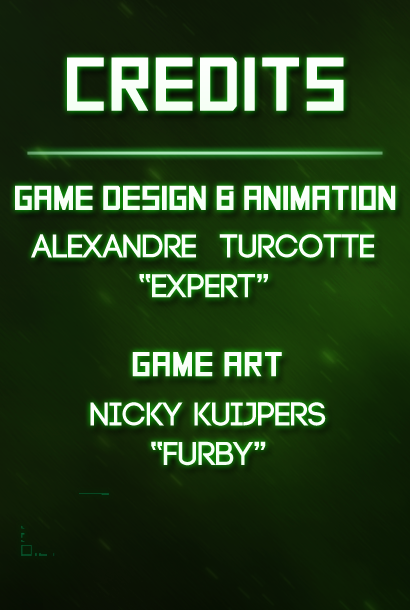 CREDITS
GAME DESIGN & ANIMATION
ALEXANDRE TURCOTTE
“EXPERT”
GAME ART
NICKY KUIJPERS
“FURBY”